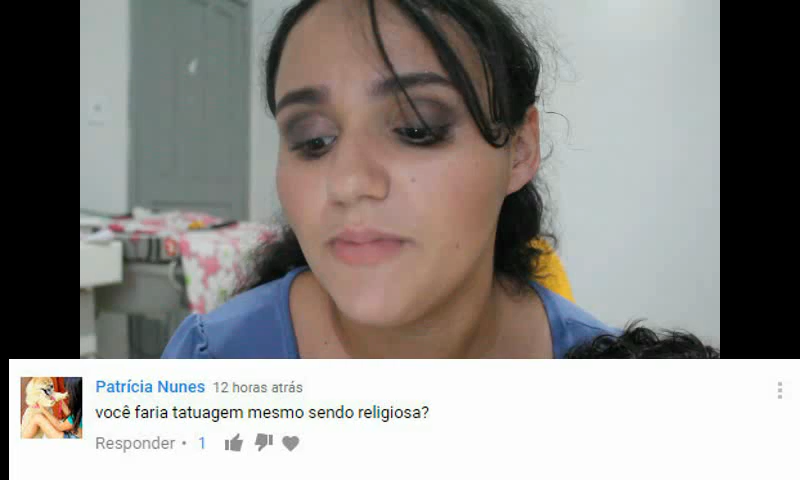 Patrícia Nunes 12 horas atrás
você faria tatuagem mesmo sendo religiosa?
Responder • 1